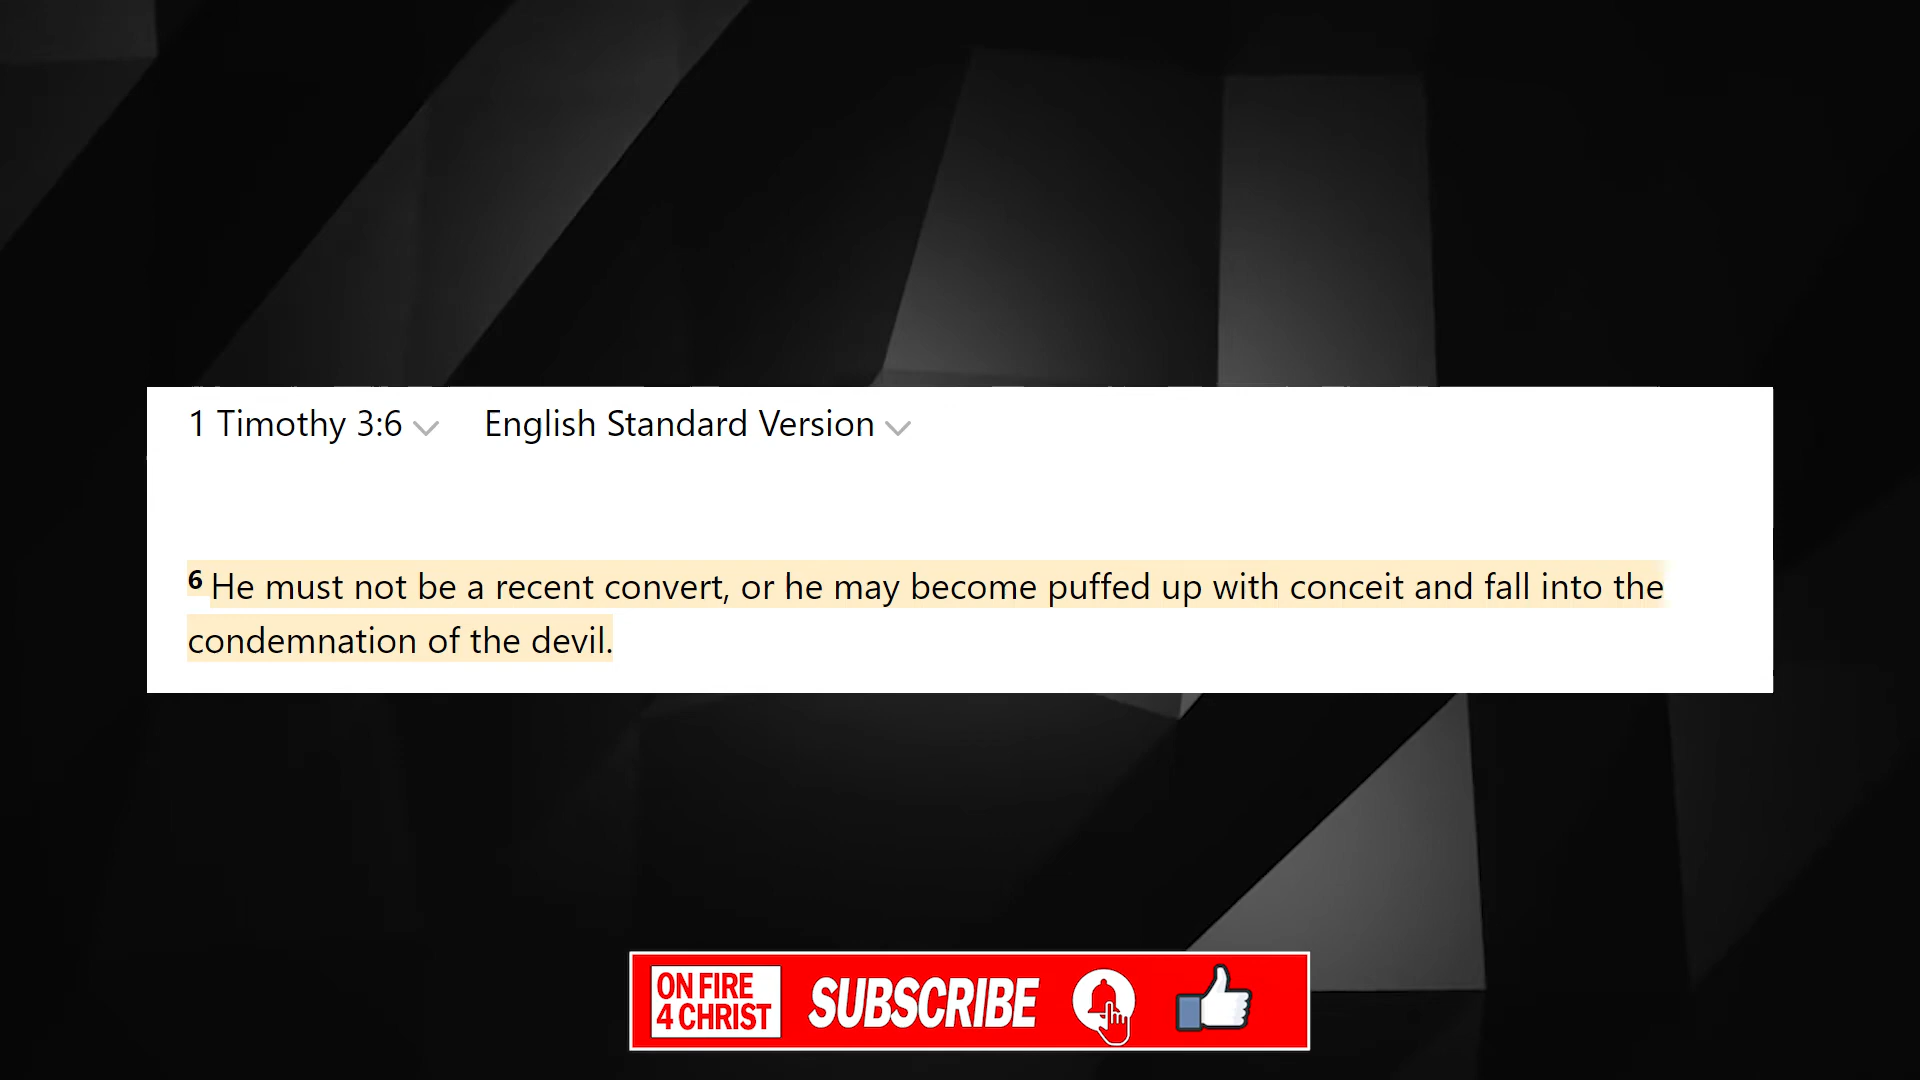 1 Timothy 3:6 English Standard Version
6 He must not be a recent convert, or he may become puffed up with conceit and fall into the
condemnation of the devil.
ON FIRE
4 CHRIST
SUBSCRIBE